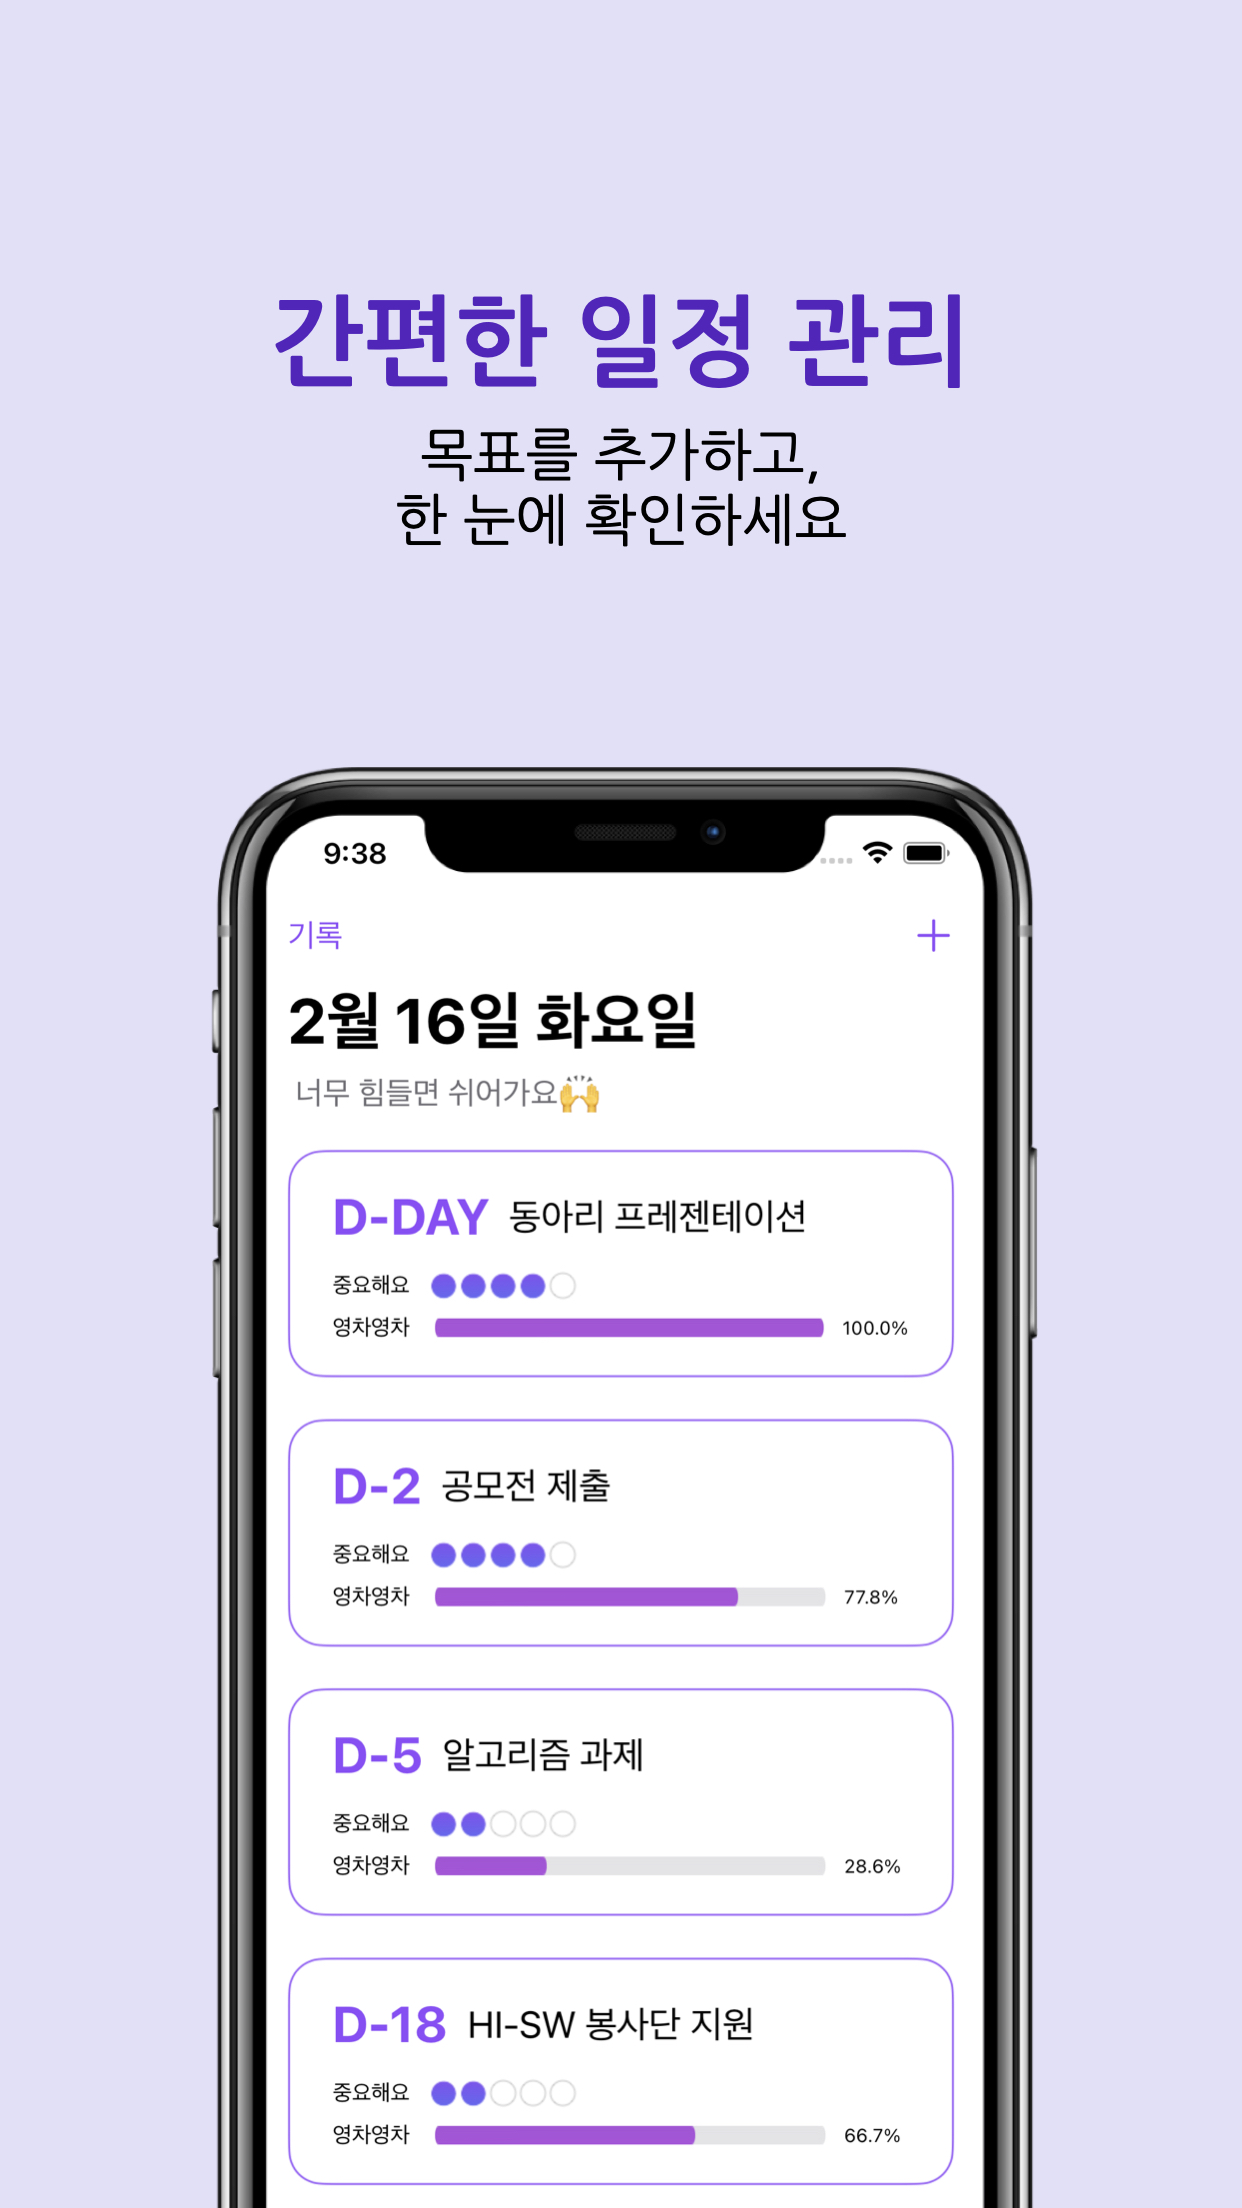 간편한 일정 관리
목표를 추가하고,
한 눈에 확인하세요
9:38
기록
2월 16일 화요일
너무 힘들면 쉬어가요🙌
D-DAY 동아리 프레젠테이션
중요해요
영차영차 100.0%
D-2 공모전 제출
중요해요
영차영차 77.8%
D-5 알고리즘 과제
중요해요
영차영차 28.6%
D-18 HI-SW 봉사단 지원
중요해요
영차영차 66.7%